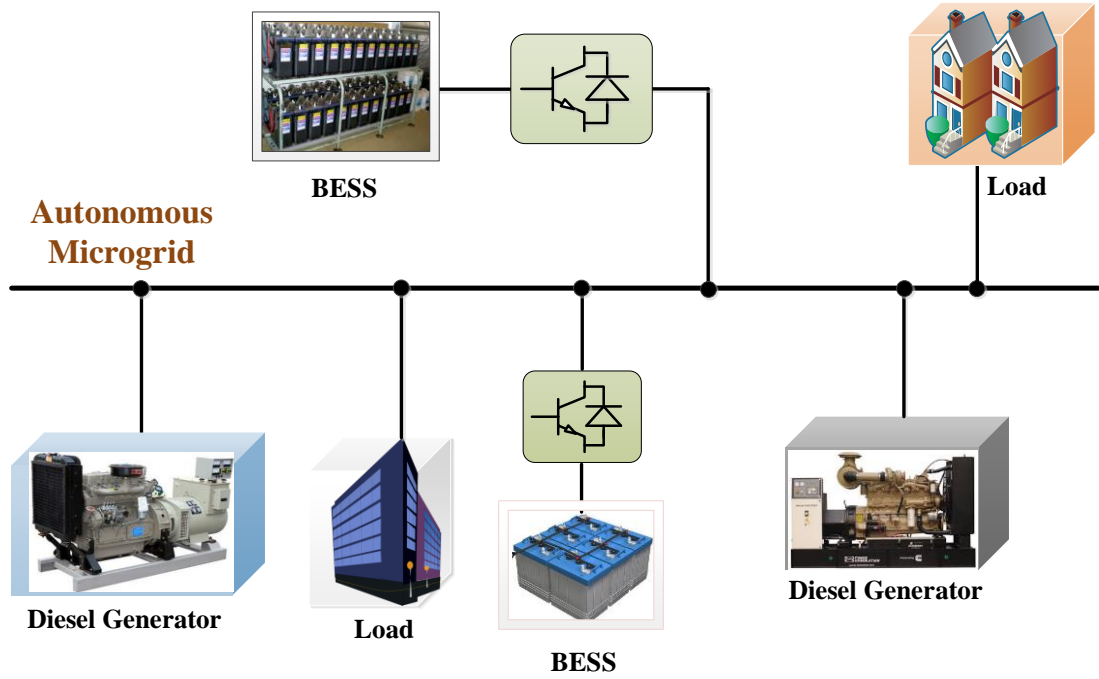 BESS
Load
Autonomous
Microgrid
Diesel Generator
Load
BESS
Diesel Generator